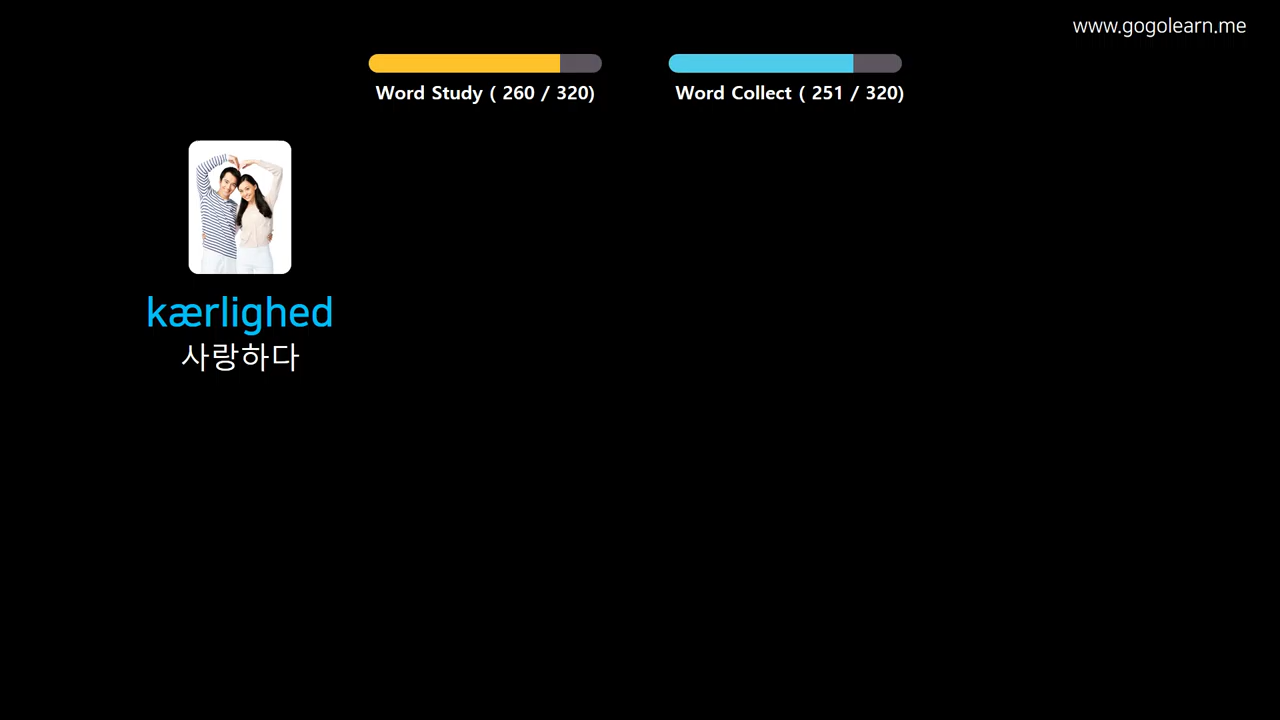 www.gogolearn.me
Word Study ( 260 / 320)
Word Collect ( 251 / 320)
kærlighed
사랑하다